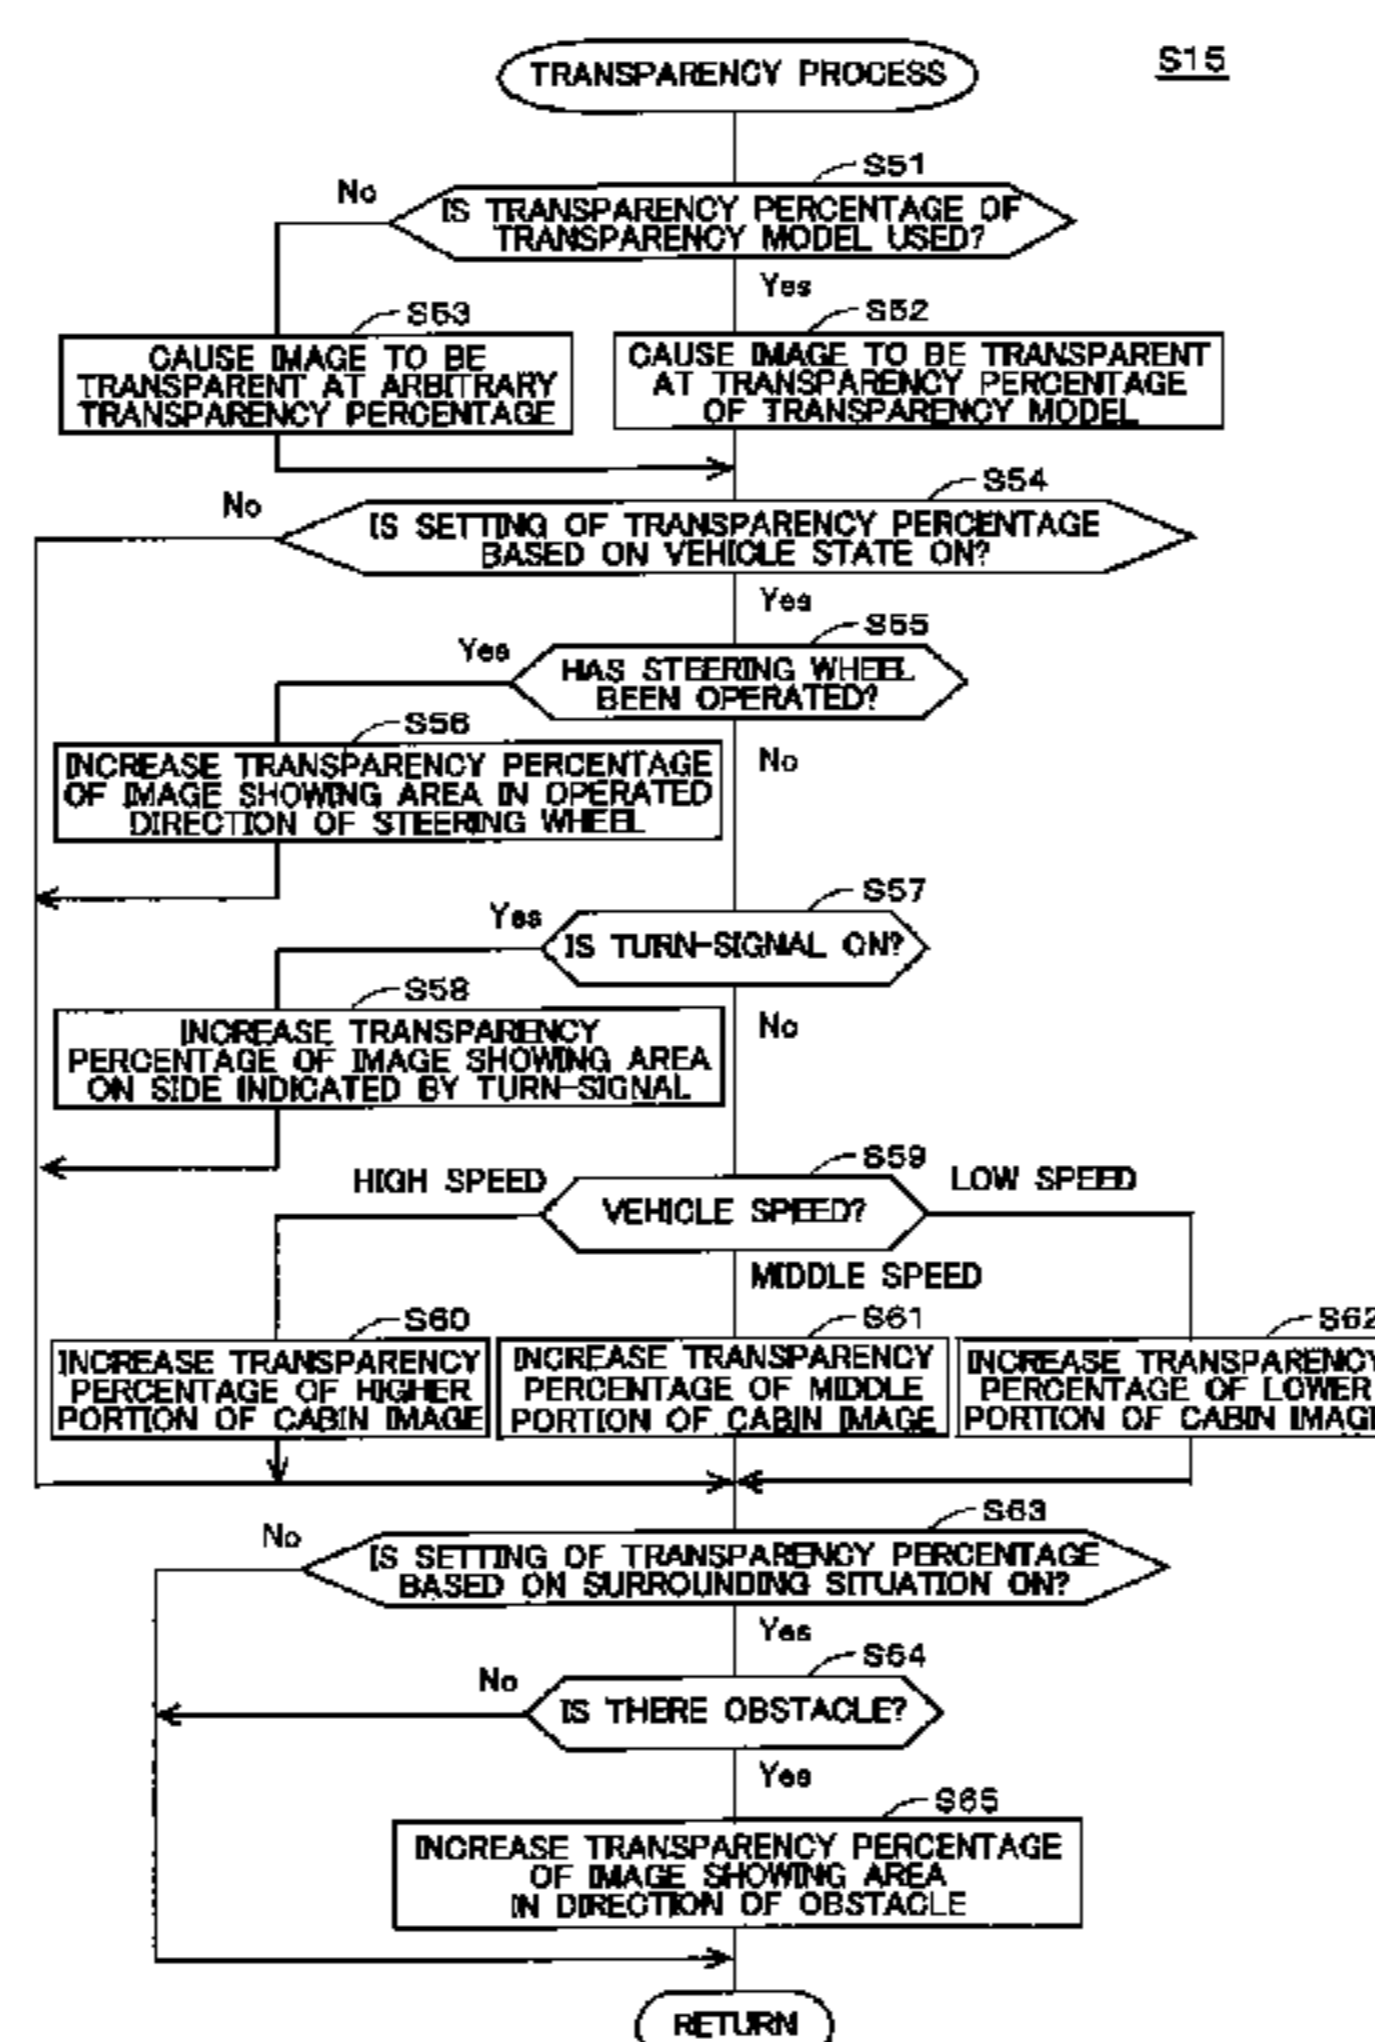 TRANSPARENCY PROCESS
S15
S51
No
IS TRANSPARENCY PERCENTAGE OF
TRANSPARENCY MODEL USED?
Yes
S53
S52
CAUSE IMAGE TO BE
TRANSPARENT AT ARBITRARY
TRANSPARENCY PERCENTAGE
CAUSE IMAGE TO BE TRANSPARENT
AT TRANSPARENCY PERCENTAGE
OF TRANSPARENCY MODEL
S54
No
IS SETTING OF TRANSPARENCY PERCENTAGE
BASED ON VEHICLE STATE ON?
Yes
S55
Yes
HAS STEERING WHEEL
BEEN OPERATED?
S56
No
INCREASE TRANSPARENCY PERCENTAGE
OF IMAGE SHOWING AREA IN OPERATED
DIRECTION OF STEERING WHEEL
S57
Yes
IS TURN-SIGNAL ON?
S58
No
INCREASE TRANSPARENCY
PERCENTAGE OF IMAGE SHOWING AREA
ON SIDE INDICATED BY TURN-SIGNAL
S59
HIGH SPEED
VEHICLE SPEED?
LOW SPEED
MIDDLE SPEED
S60
S61
S62
INCREASE TRANSPARENCY
PERCENTAGE OF HIGHER
PORTION OF CABIN IMAGE
INCREASE TRANSPARENCY
PERCENTAGE OF MIDDLE
PORTION OF CABIN IMAGE
INCREASE TRANSPARENCY
PERCENTAGE OF LOWER
PORTION OF CABIN IMAGE
S63
No
IS SETTING OF TRANSPARENCY PERCENTAGE
BASED ON SURROUNDING SITUATION ON?
Yes
S64
No
IS THERE OBSTACLE?
Yes
S65
INCREASE TRANSPARENCY PERCENTAGE
OF IMAGE SHOWING AREA
IN DIRECTION OF OBSTACLE
RETURN